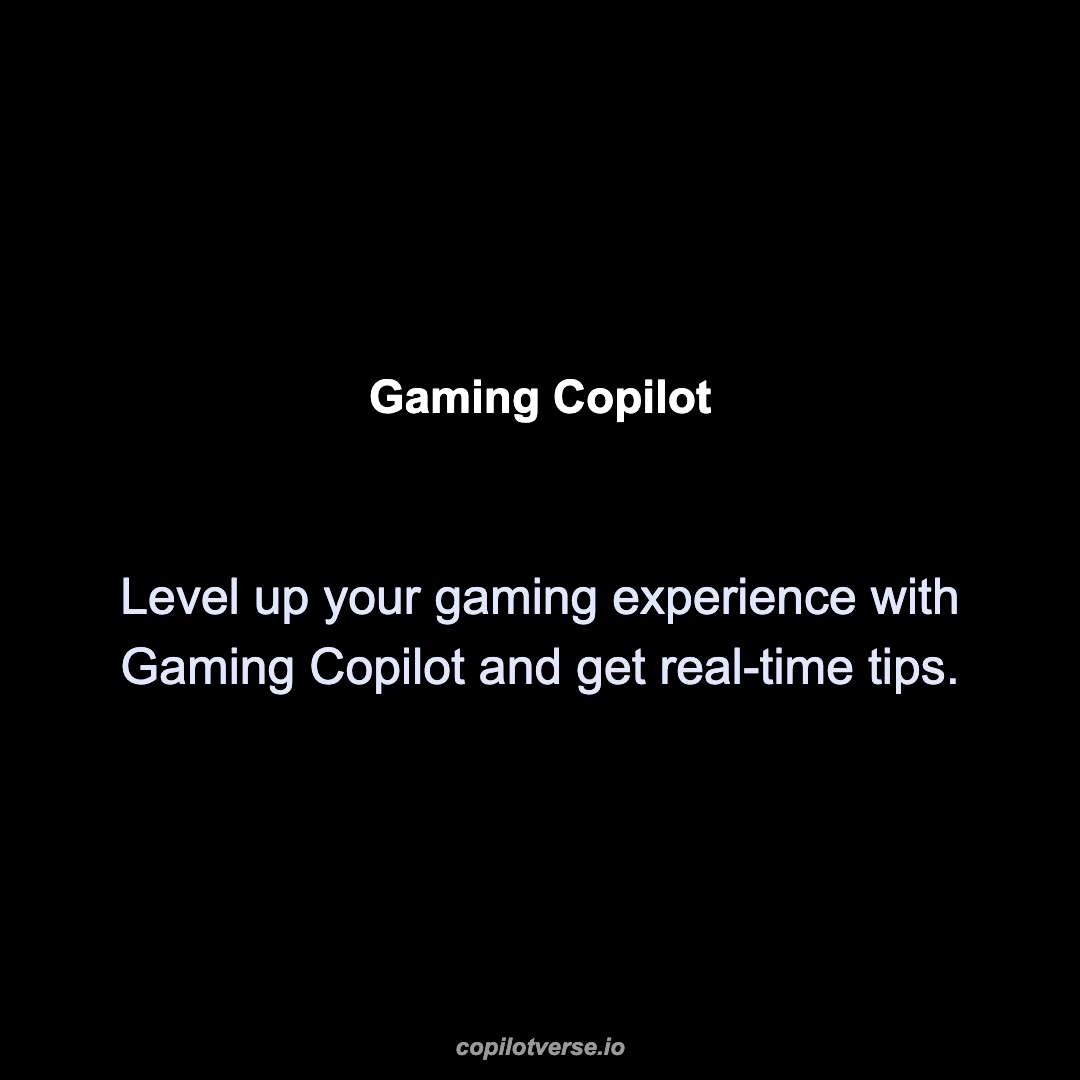 Gaming Copilot
Level up your gaming experience with
Gaming Copilot and get real-time tips.
copilotverse.io